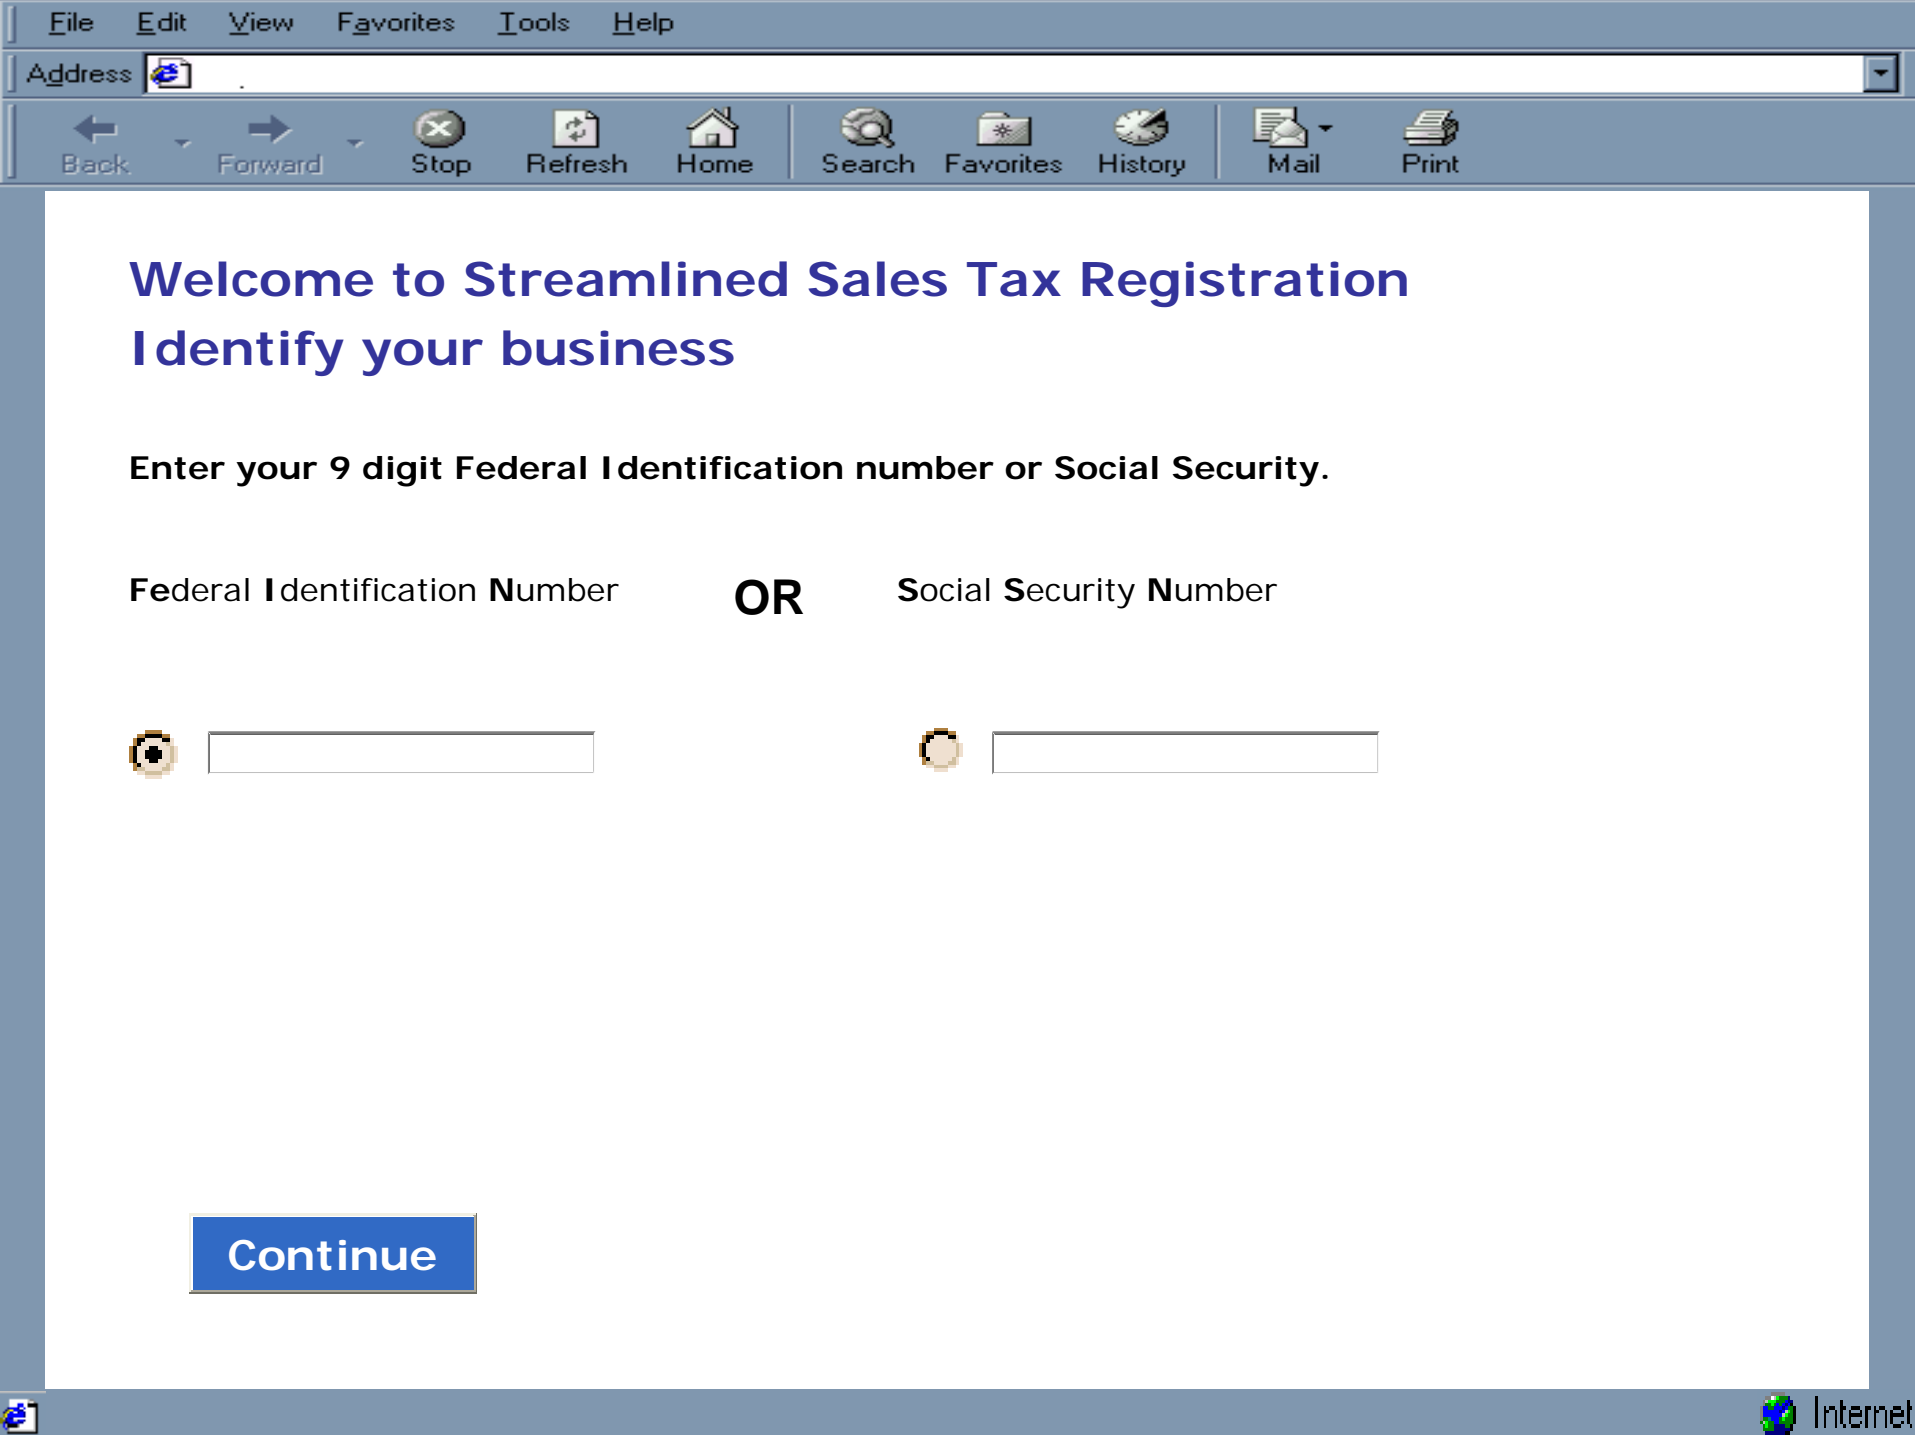 File Edit View Favorites Tools Help
Address .
Back Forward Stop Refresh Home Search Favorites History Mail Print
Welcome to Streamlined Sales Tax Registration
Identify your business
Enter your 9 digit Federal Identification number or Social Security.
Federal Identification Number OR Social Security Number
Continue
Internet